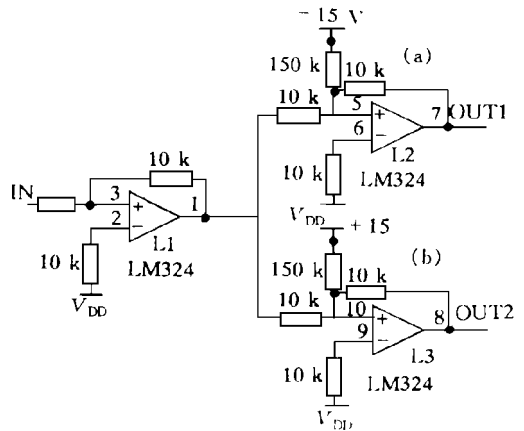 - 15 V
150 k
10 k
(a)
10 k
5
6
+
−
7
OUT1
L2
LM324
10 k
V_DD
IN
10 k
3
2
+
−
1
L1
LM324
10 k
V_DD
+ 15
150 k
10 k
(b)
10 k
10
9
+
−
8
OUT2
L3
LM324
10 k
V_DD